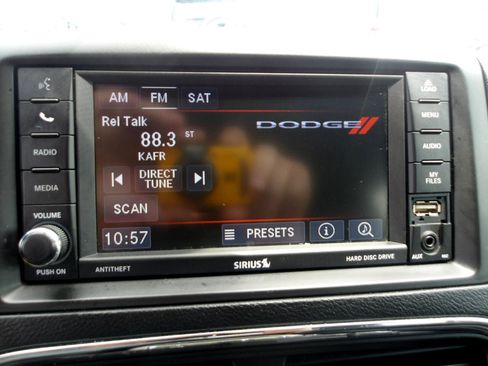 AM FM SAT
Rel Talk
88.3 ST
KAFR
DIRECT
TUNE
SCAN
10:57
PRESETS
DODGE
RADIO
MEDIA
VOLUME
PUSH ON
ANTITHEFT
SIRIUS
HARD DISC DRIVE
LOAD
MENU
AUDIO
MY
FILES
AUX